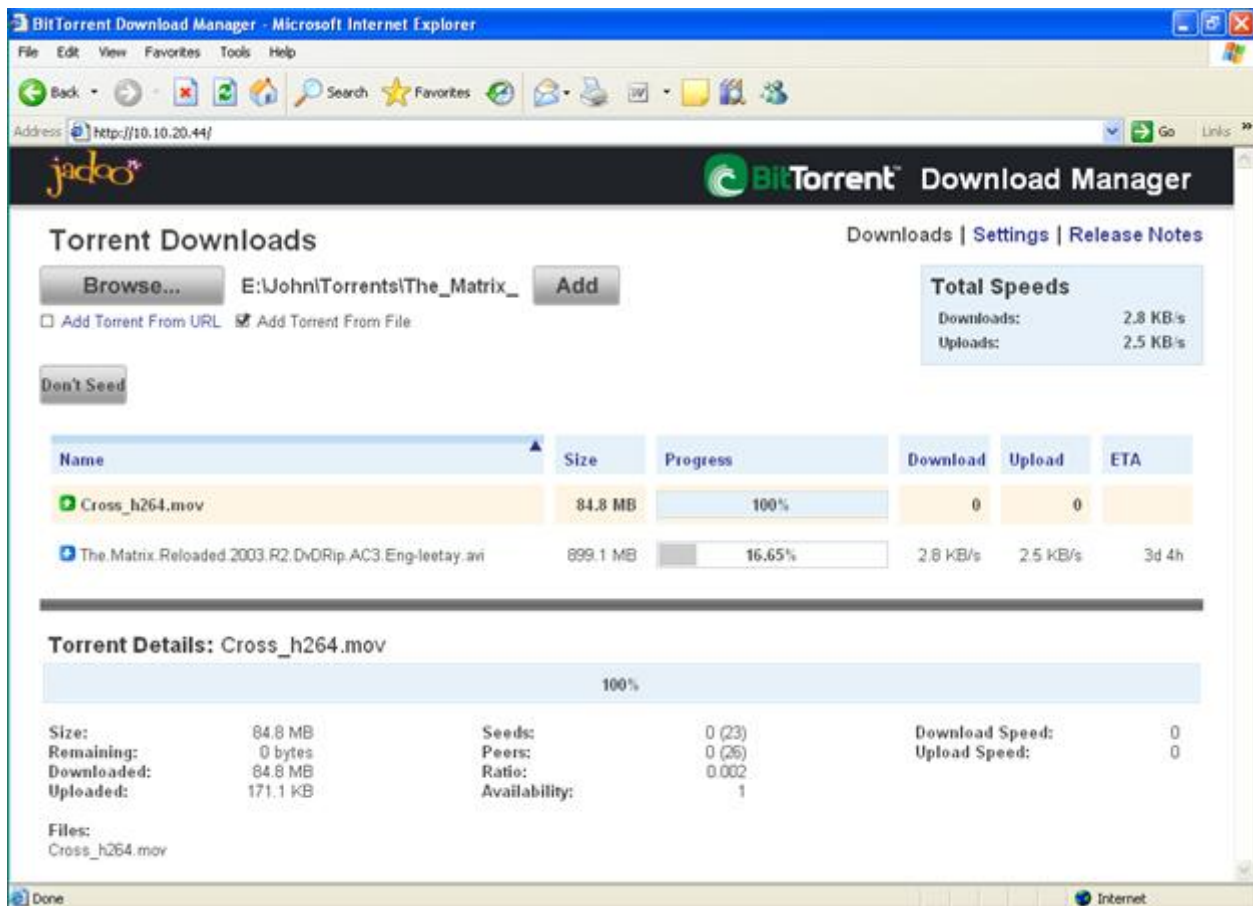 BitTorrent Download Manager - Microsoft Internet Explorer
File Edit View Favorites Tools Help
Back Search Favorites
Address http://10.10.20.44/ Go Links »
jadoo BitTorrent™ Download Manager
Torrent Downloads
Downloads | Settings | Release Notes
Browse... E:\John\Torrents\The_Matrix_ Add
Add Torrent From URL Add Torrent From File
Total Speeds
Downloads: 2.8 KB/s
Uploads: 2.5 KB/s
Don't Seed
Name Size Progress Download Upload ETA
Cross_h264.mov 84.8 MB 100% 0 0
The.Matrix.Reloaded.2003.R2.DvDRip.AC3.Eng-leetay.avi 899.1 MB 16.65% 2.8 KB/s 2.5 KB/s 3d 4h
Torrent Details: Cross_h264.mov
100%
Size: 84.8 MB Seeds: 0 (23) Download Speed: 0
Remaining: 0 bytes Peers: 0 (26) Upload Speed: 0
Downloaded: 84.8 MB Ratio: 0.002
Uploaded: 171.1 KB Availability: 1
Files:
Cross_h264.mov
Done Internet